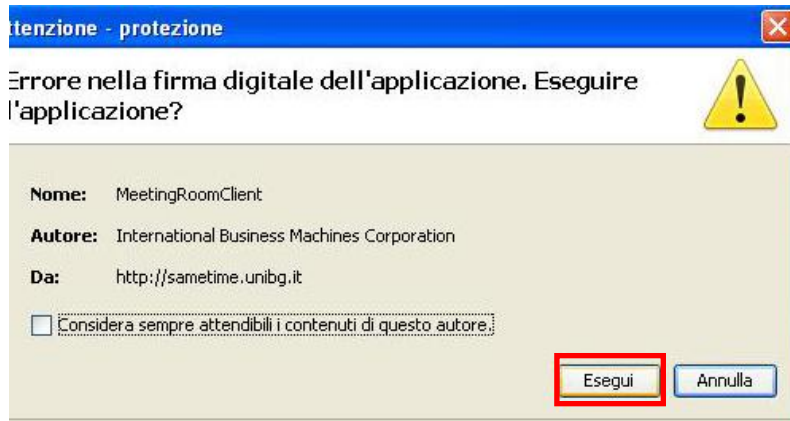 ttenzione - protezione
Errore nella firma digitale dell'applicazione. Eseguire
l'applicazione?
Nome: MeetingRoomClient
Autore: International Business Machines Corporation
Da: http://sametime.unibg.it
Considera sempre attendibili i contenuti di questo autore.
Esegui Annulla